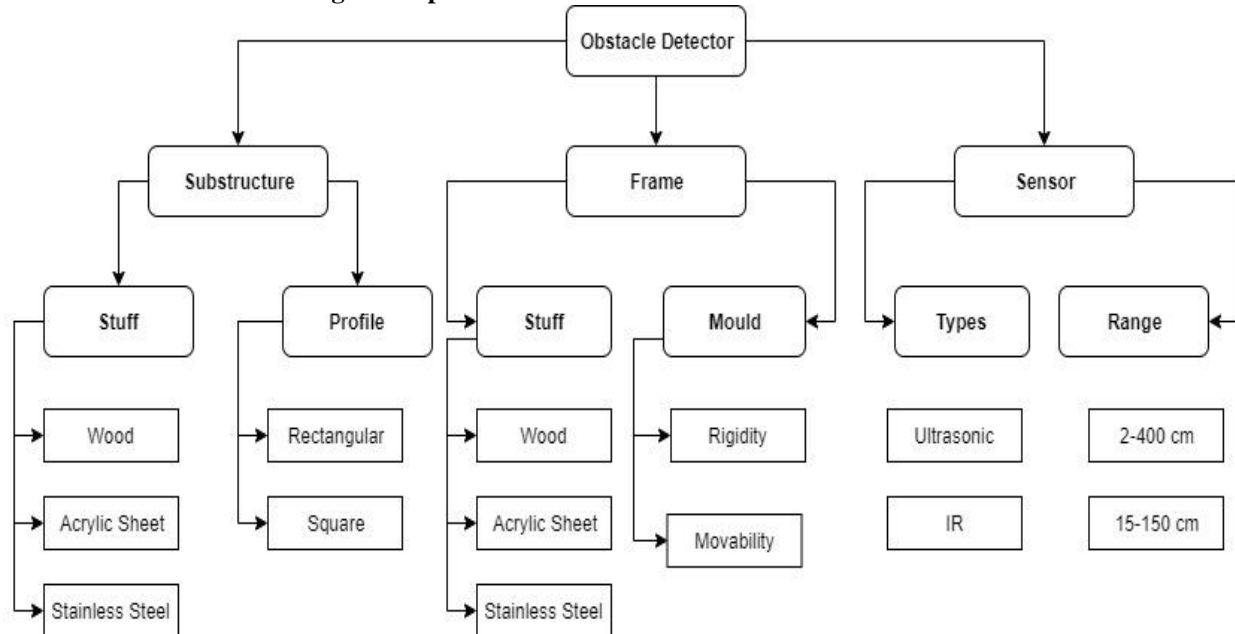 Obstacle Detector
Substructure
Frame
Sensor
Stuff
Profile
Stuff
Mould
Types
Range
Wood
Rectangular
Wood
Rigidity
Ultrasonic
2-400 cm
Acrylic Sheet
Square
Acrylic Sheet
Movability
IR
15-150 cm
Stainless Steel
Stainless Steel